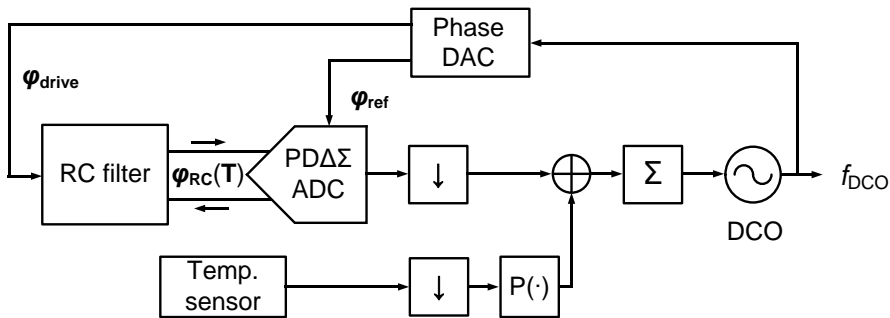 Phase
DAC
φdrive
φref
RC filter
φRC(T)
PDΔΣ
ADC
↓
Σ
fDCO
DCO
Temp.
sensor
↓
P(·)